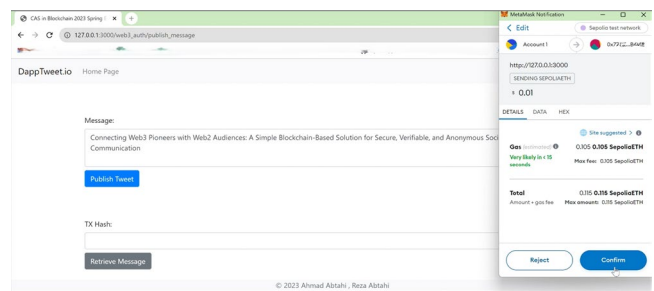 CAS in Blockchain 2023 Spring
127.0.0.1:3000/web3_auth/publish_message
DappTweet.io Home Page
Message:
Connecting Web3 Pioneers with Web2 Audiences: A Simple Blockchain-Based Solution for Secure, Verifiable, and Anonymous Soci
Communication
Publish Tweet
TX Hash:
Retrieve Message
© 2023 Ahmad Abtahi , Reza Abtahi
MetaMask Notification
Edit Sepolia test network
Account 1
http://127.0.0.1:3000
SENDING SEPOLIAETH
0.01
DETAILS DATA HEX
Site suggested >
Gas (estimated) 0.105 0.105 SepoliaETH
Very likely in < 15
seconds
Max fee: 0.105 SepoliaETH
Total 0.115 0.115 SepoliaETH
Amount + gas fee Max amount: 0.115 SepoliaETH
Reject Confirm